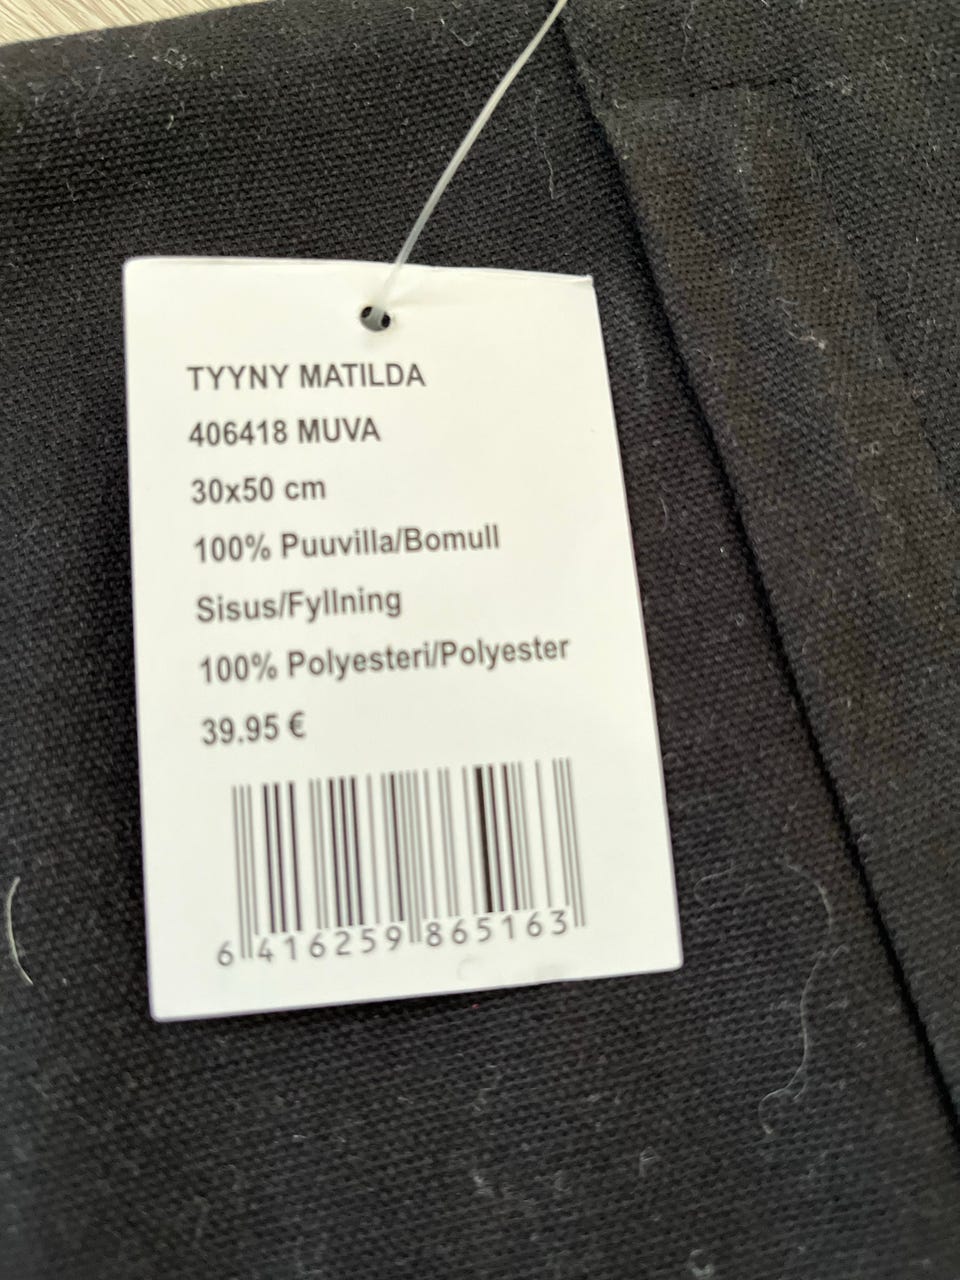 TYYNY MATILDA
406418 MUVA
30x50 cm
100% Puuvilla/Bomull
Sisus/Fyllning
100% Polyesteri/Polyester
39.95 €
6 416259 865163